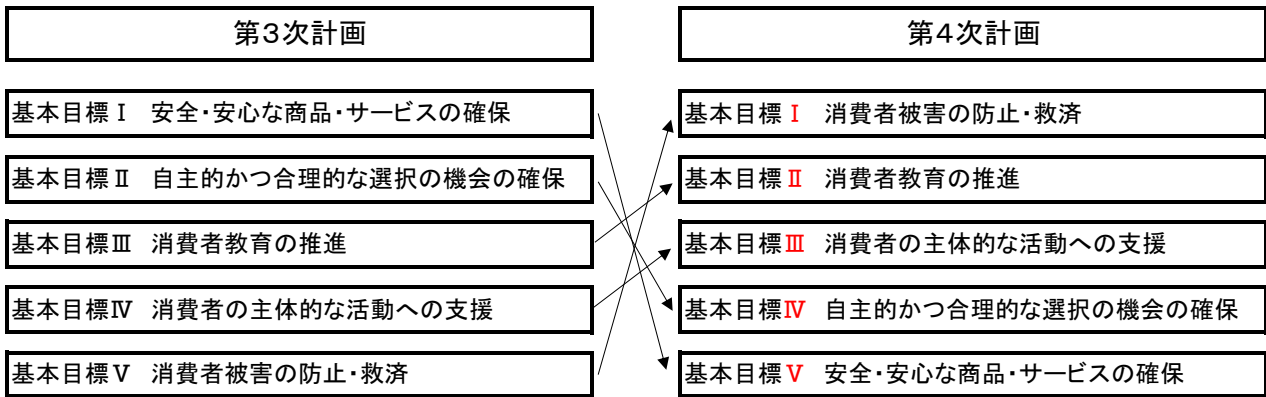 第3次計画
基本目標Ⅰ 安全・安心な商品・サービスの確保
基本目標Ⅱ 自主的かつ合理的な選択の機会の確保
基本目標Ⅲ 消費者教育の推進
基本目標Ⅳ 消費者の主体的な活動への支援
基本目標Ⅴ 消費者被害の防止・救済
第4次計画
基本目標Ⅰ 消費者被害の防止・救済
基本目標Ⅱ 消費者教育の推進
基本目標Ⅲ 消費者の主体的な活動への支援
基本目標Ⅳ 自主的かつ合理的な選択の機会の確保
基本目標Ⅴ 安全・安心な商品・サービスの確保